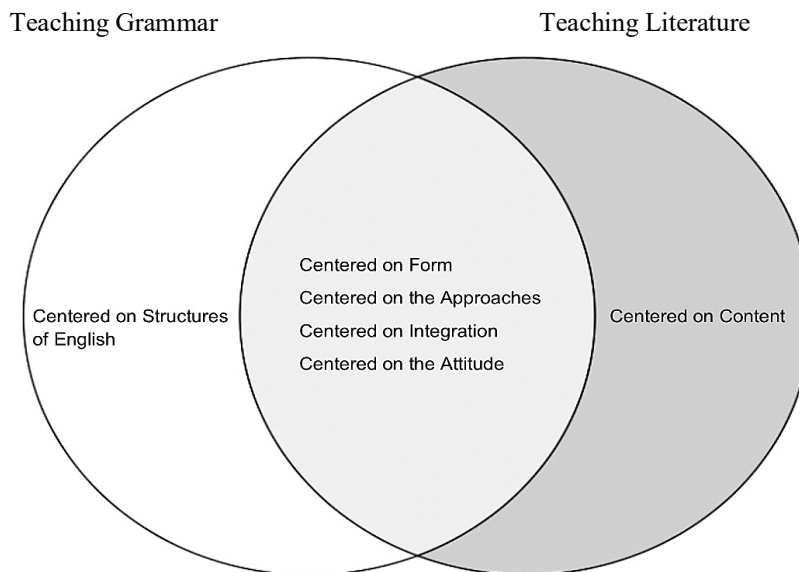 Teaching Grammar
Teaching Literature
Centered on Structures
of English
Centered on Form
Centered on the Approaches
Centered on Integration
Centered on the Attitude
Centered on Content